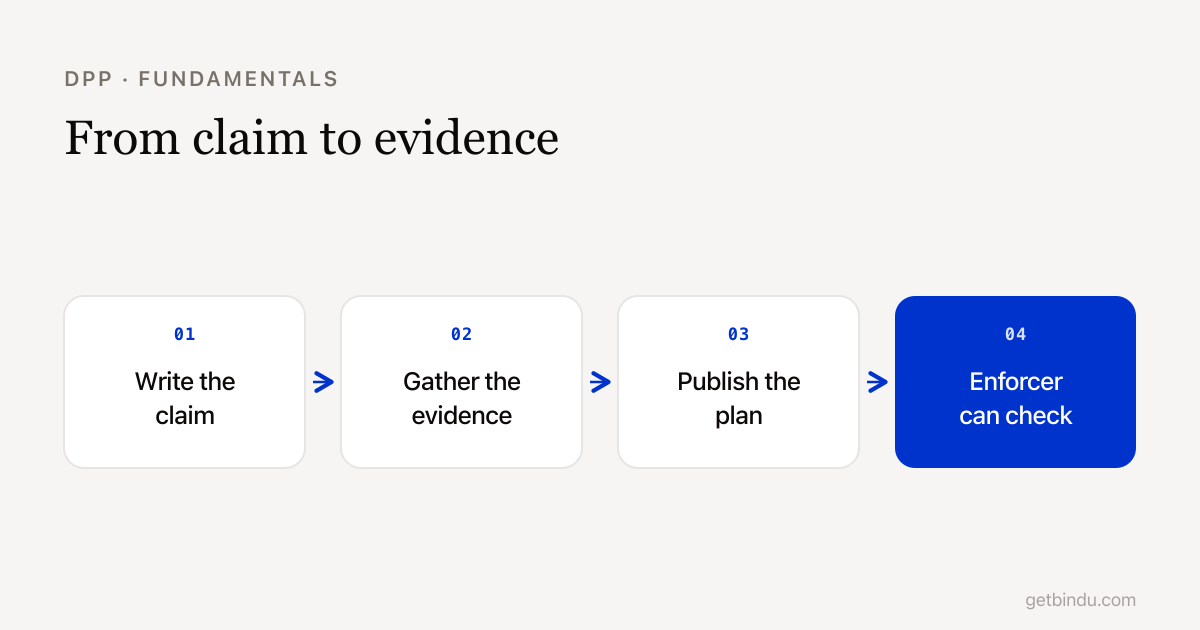 DPP · FUNDAMENTALS
From claim to evidence
01
Write the
claim
02
Gather the
evidence
03
Publish the
plan
04
Enforcer
can check
getbindu.com